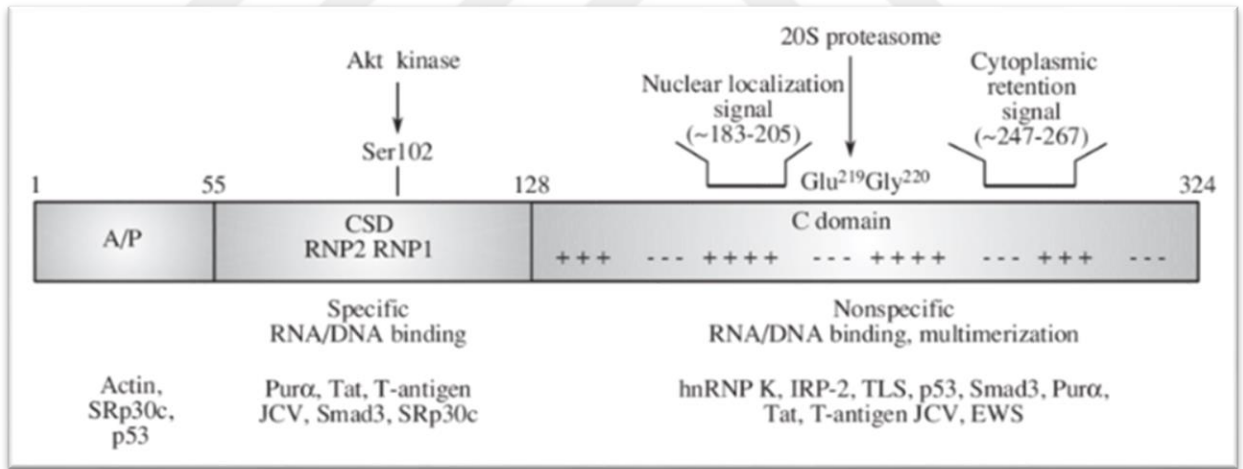 20S proteasome
Akt kinase
Nuclear localization
signal
(~183-205)
Cytoplasmic
retention
signal
(~247-267)
Ser102
Glu²¹⁹Gly²²⁰
1 55 128 324
A/P
CSD
RNP2 RNP1
C domain
+++ --- ++++ --- ++++ --- +++ ---
Specific
RNA/DNA binding
Nonspecific
RNA/DNA binding, multimerization
Actin,
SRp30c,
p53
Purα, Tat, T-antigen
JCV, Smad3, SRp30c
hnRNP K, IRP-2, TLS, p53, Smad3, Purα,
Tat, T-antigen JCV, EWS